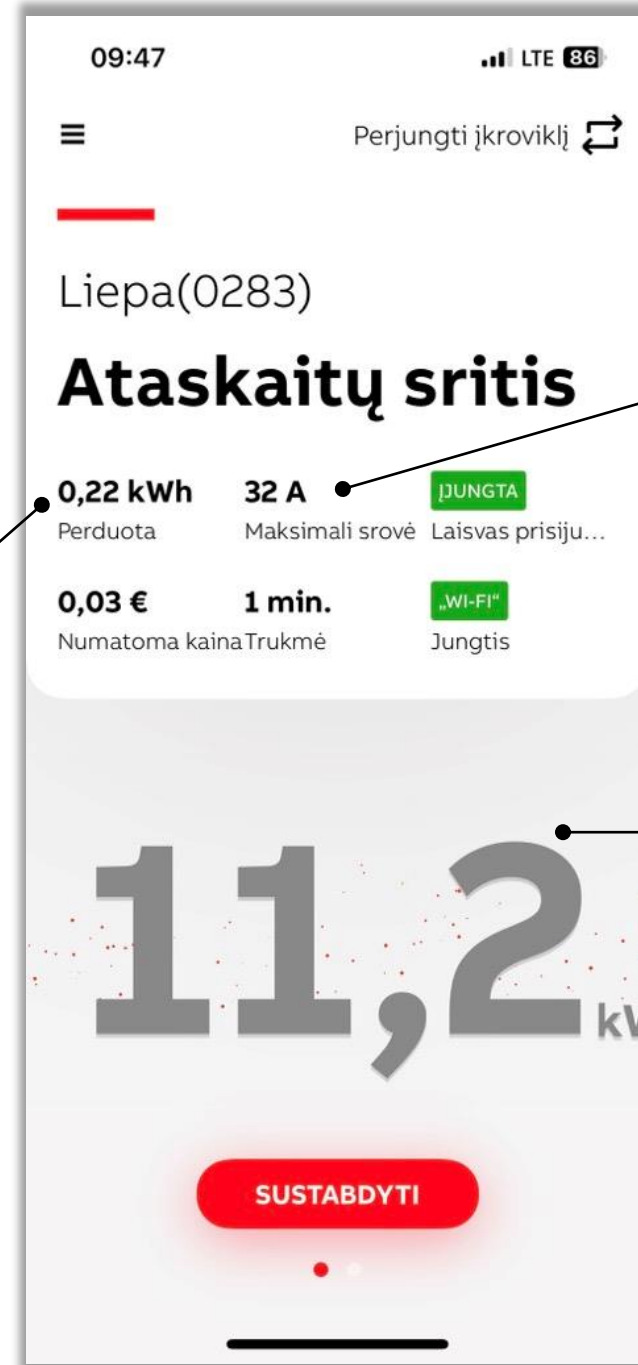 09:47 LTE 86
Perjungti įkroviklį
Liepa(0283)
Ataskaitų sritis
0,22 kWh 32 A ĮJUNGTA
Perduota Maksimali srovė Laisvas prisiju...
0,03 € 1 min. „WI-FI“
Numatoma kaina Trukmė Jungtis
11,2
SUSTABDYTI